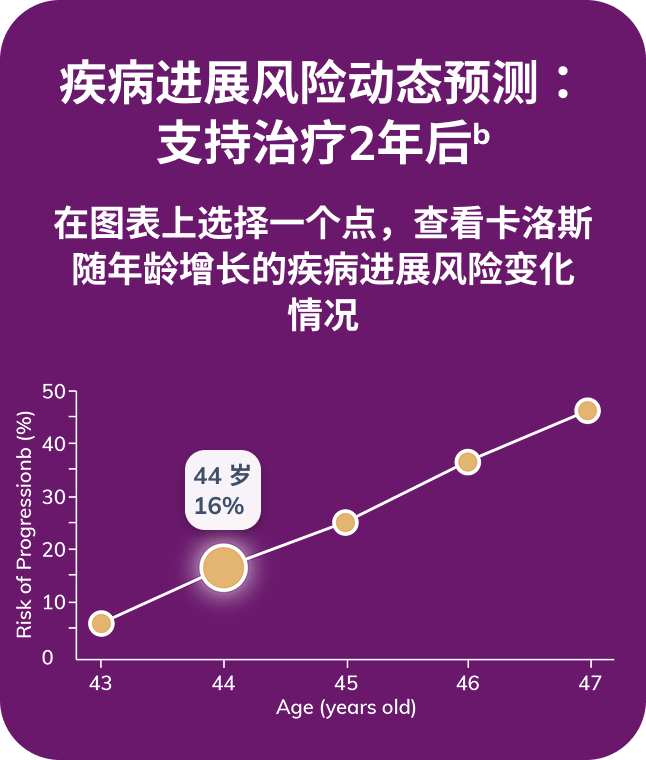 疾病进展风险动态预测：
支持治疗2年后b
在图表上选择一个点，查看卡洛斯
随年龄增长的疾病进展风险变化
情况
Risk of Progressionb (%)
50
40
30
20
10
0
44 岁
16%
43 44 45 46 47
Age (years old)